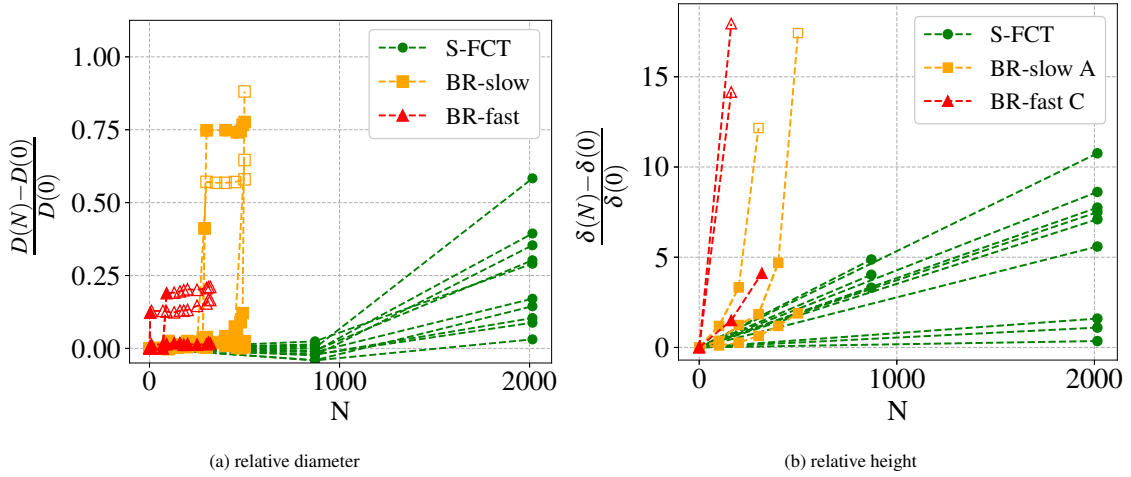 1.00
0.75
0.50
0.25
0.00
D(N)−D(0)
D(0)
0
1000
2000
N
S-FCT
BR-slow
BR-fast
(a) relative diameter
15
10
5
0
δ(N)−δ(0)
δ(0)
0
1000
2000
N
S-FCT
BR-slow A
BR-fast C
(b) relative height